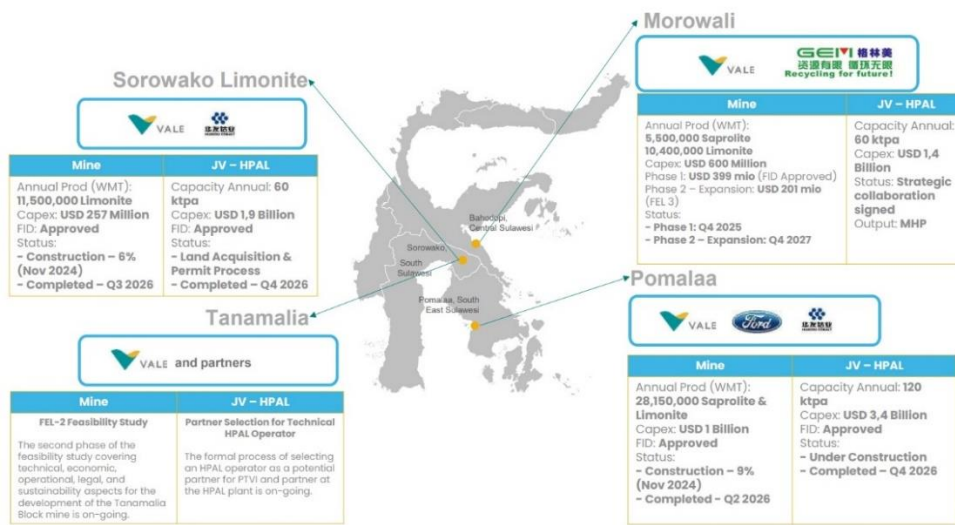 Morowali
VALE
GEM 格林美
资源有限 循环无限
Recycling for future!
Mine
JV – HPAL
Annual Prod (WMT):
5,500,000 Saprolite
10,400,000 Limonite
Capex: USD 600 Million
Phase 1: USD 399 mio (FID Approved)
Phase 2 – Expansion: USD 201 mio
(FEL 3)
Status:
- Phase 1: Q4 2025
- Phase 2 – Expansion: Q4 2027
Capacity Annual:
60 ktpa
Capex: USD 1,4
Billion
Status: Strategic
collaboration
signed
Output: MHP
Sorowako Limonite
VALE
Mine
JV – HPAL
Annual Prod (WMT):
11,500,000 Limonite
Capex: USD 257 Million
FID: Approved
Status:
- Construction – 6%
(Nov 2024)
- Completed – Q3 2026
Capacity Annual: 60
ktpa
Capex: USD 1,9 Billion
FID: Approved
Status:
- Land Acquisition &
Permit Process
- Completed – Q4 2026
Bahodopi,
Central Sulawesi
Sorowako,
South
Sulawesi
Pomalaa, South
East Sulawesi
Tanamalia
VALE and partners
Mine
JV – HPAL
FEL-2 Feasibility Study
The second phase of the
feasibility study covering
technical, economic,
operational, legal, and
sustainability aspects for the
development of the Tanamalia
Block mine is on-going.
Partner Selection for Technical
HPAL Operator
The formal process of selecting
an HPAL operator as a potential
partner for PTVI and partner at
the HPAL plant is on-going.
Pomalaa
VALE
Ford
Mine
JV – HPAL
Annual Prod (WMT):
28,150,000 Saprolite &
Limonite
Capex: USD 1 Billion
FID: Approved
Status:
- Construction – 9%
(Nov 2024)
- Completed - Q2 2026
Capacity Annual: 120
ktpa
Capex: USD 3,4 Billion
FID: Approved
Status:
- Under Construction
- Completed – Q4 2026